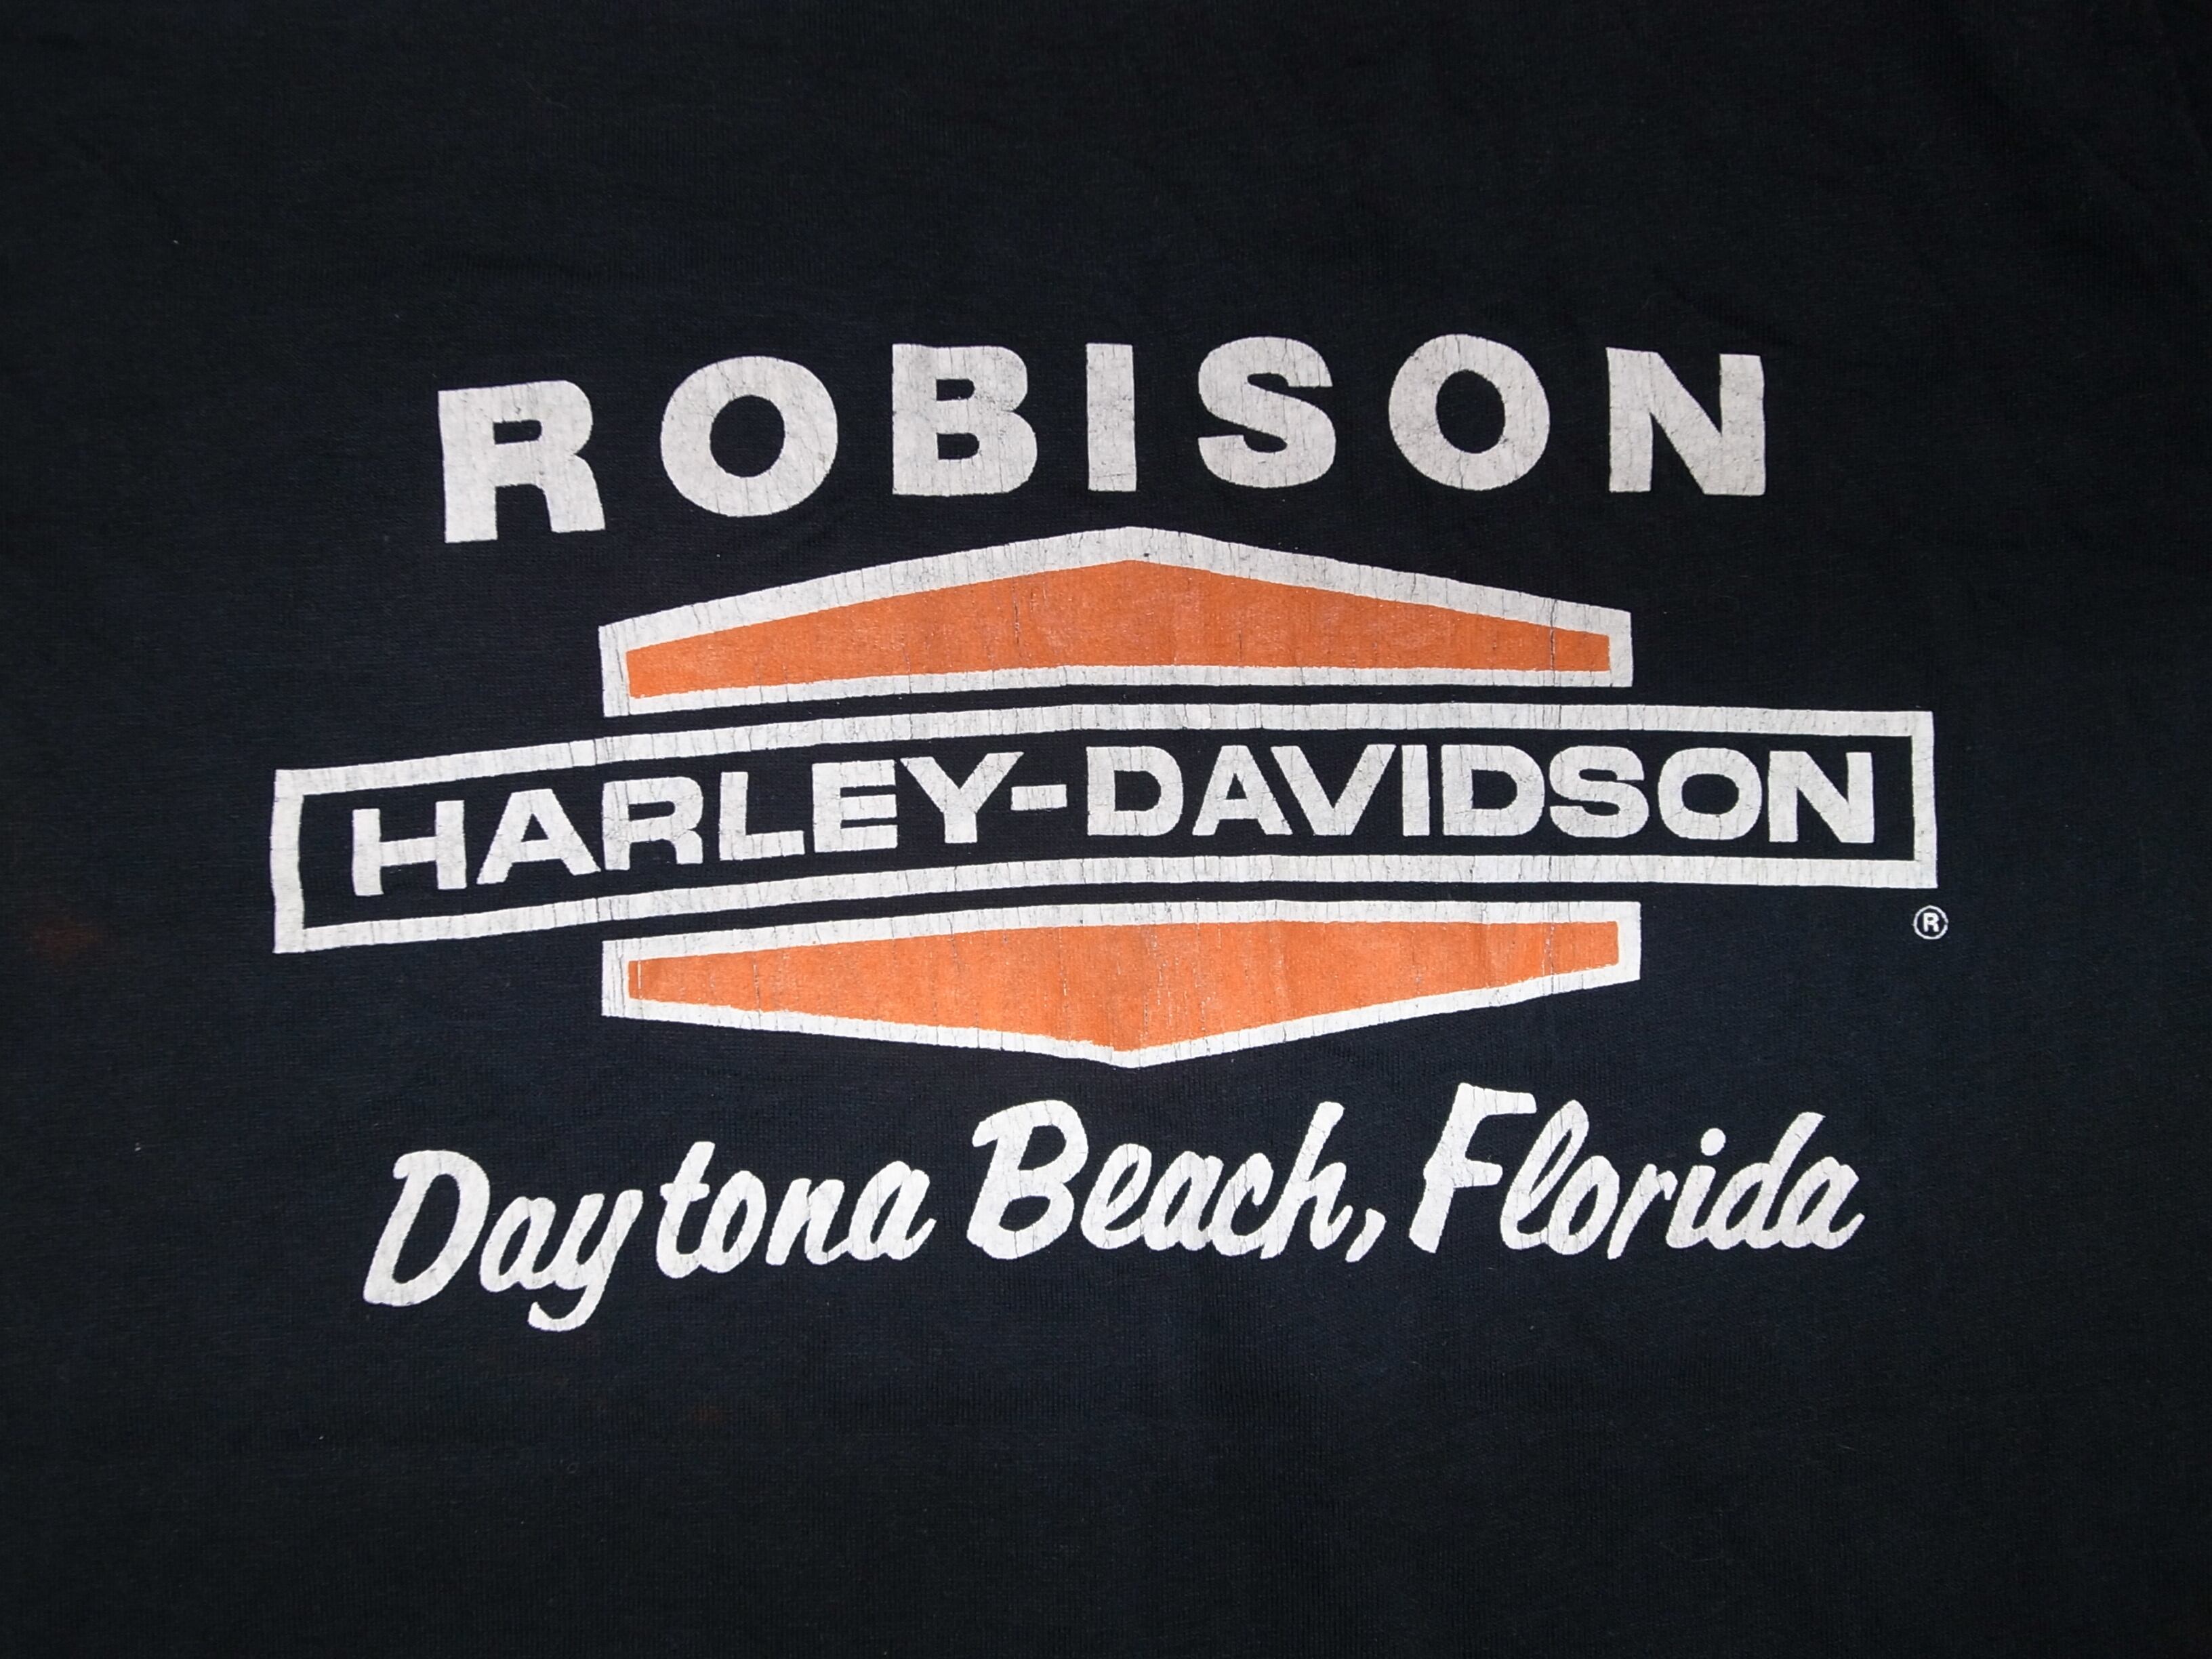 ROBISON
HARLEY-DAVIDSON
®
Daytona Beach, Florida